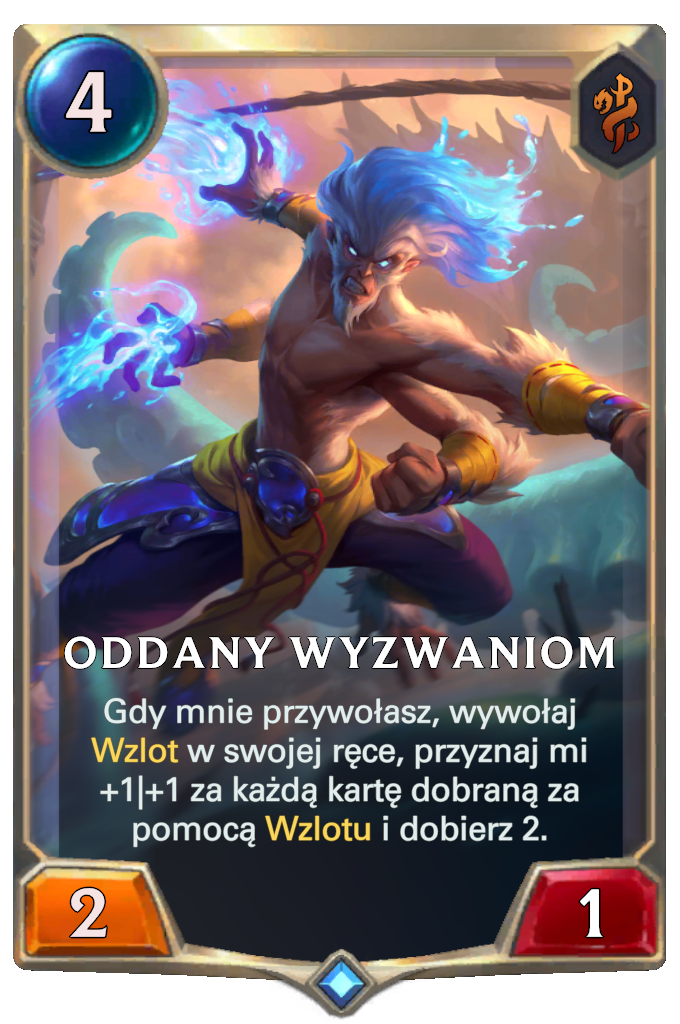 4
ODDANY WYZWANIOM
Gdy mnie przywołasz, wywołaj
Wzlot w swojej ręce, przyznaj mi
+1|+1 za każdą kartę dobraną za
pomocą Wzlotu i dobierz 2.
2
1